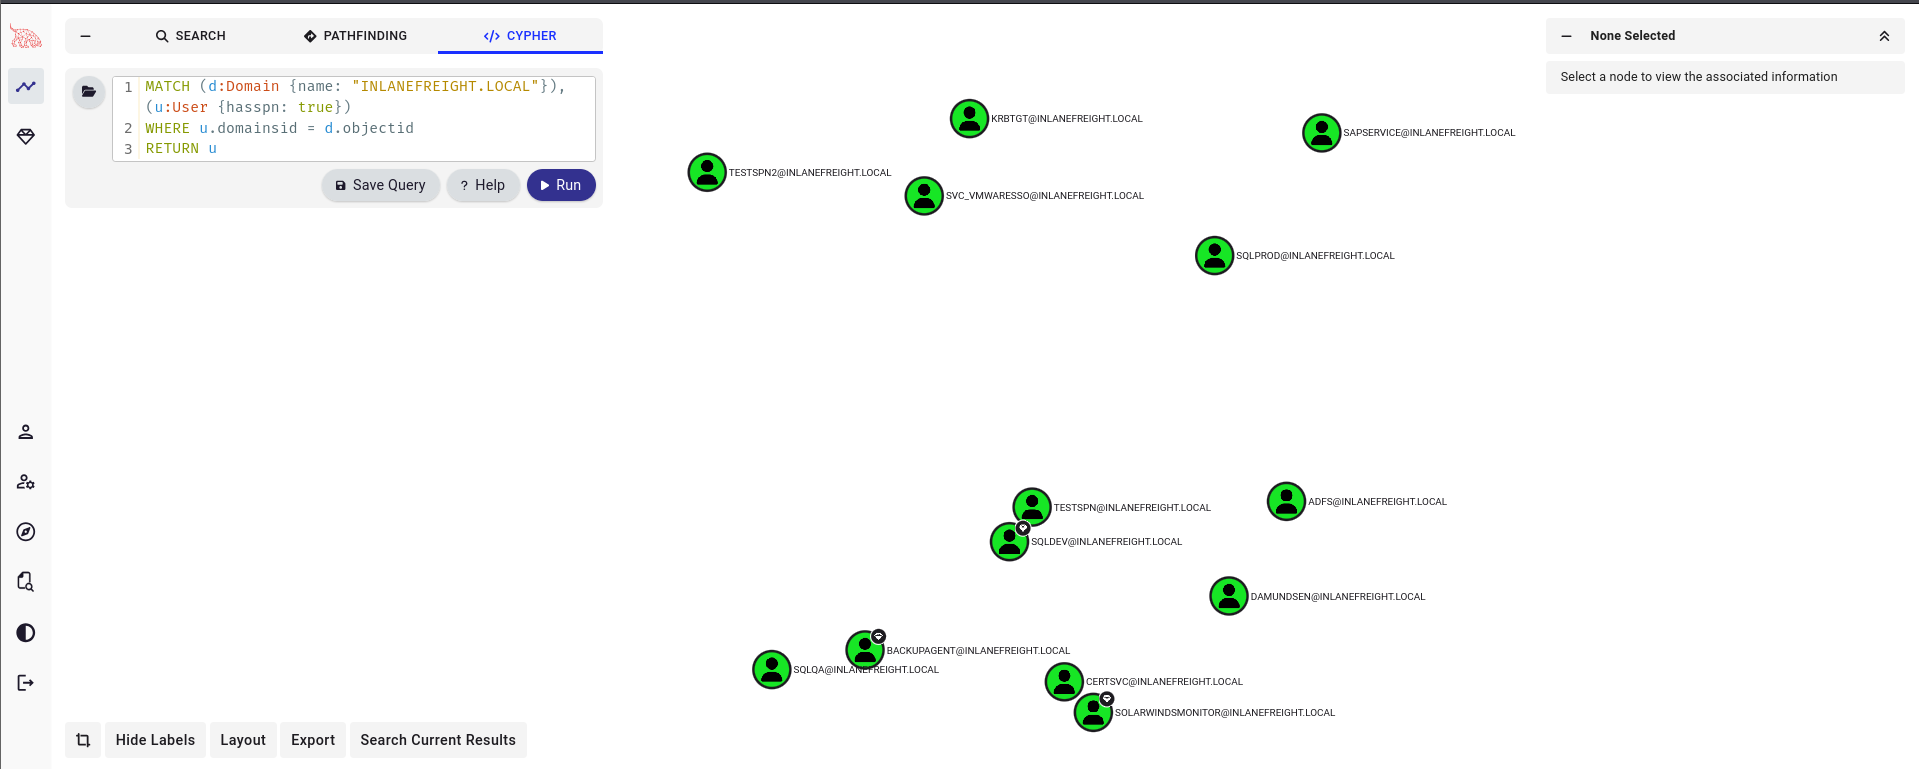 SEARCH
PATHFINDING
CYPHER
1 MATCH (d:Domain {name: "INLANEFREIGHT.LOCAL"}),
(u:User {hasspn: true})
2 WHERE u.domainsid = d.objectid
3 RETURN u
Save Query
? Help
Run
None Selected
Select a node to view the associated information
KRBTGT@INLANEFREIGHT.LOCAL
SAPSERVICE@INLANEFREIGHT.LOCAL
TESTSPN2@INLANEFREIGHT.LOCAL
SVC_VMWARESSO@INLANEFREIGHT.LOCAL
SQLPROD@INLANEFREIGHT.LOCAL
TESTSPN@INLANEFREIGHT.LOCAL
ADFS@INLANEFREIGHT.LOCAL
SQLDEV@INLANEFREIGHT.LOCAL
DAMUNDSEN@INLANEFREIGHT.LOCAL
BACKUPAGENT@INLANEFREIGHT.LOCAL
SQLQA@INLANEFREIGHT.LOCAL
CERTSVC@INLANEFREIGHT.LOCAL
SOLARWINDSMONITOR@INLANEFREIGHT.LOCAL
Hide Labels
Layout
Export
Search Current Results